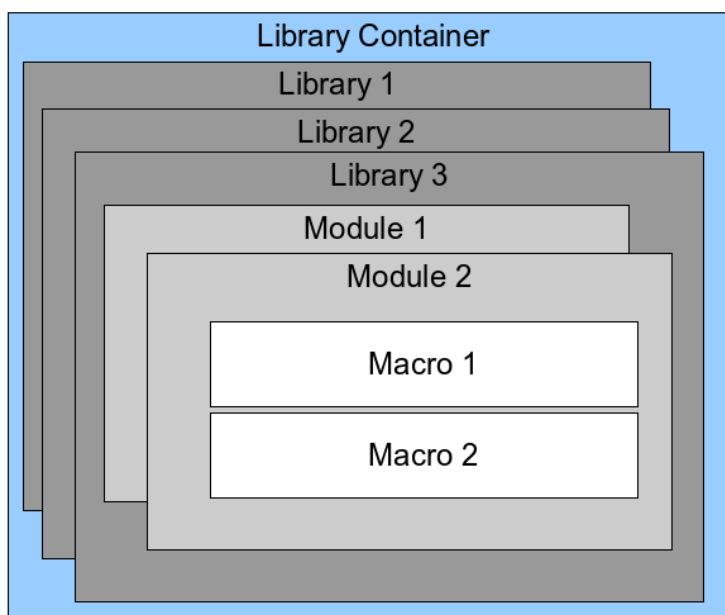 Library Container
Library 1
Library 2
Library 3
Module 1
Module 2
Macro 1
Macro 2